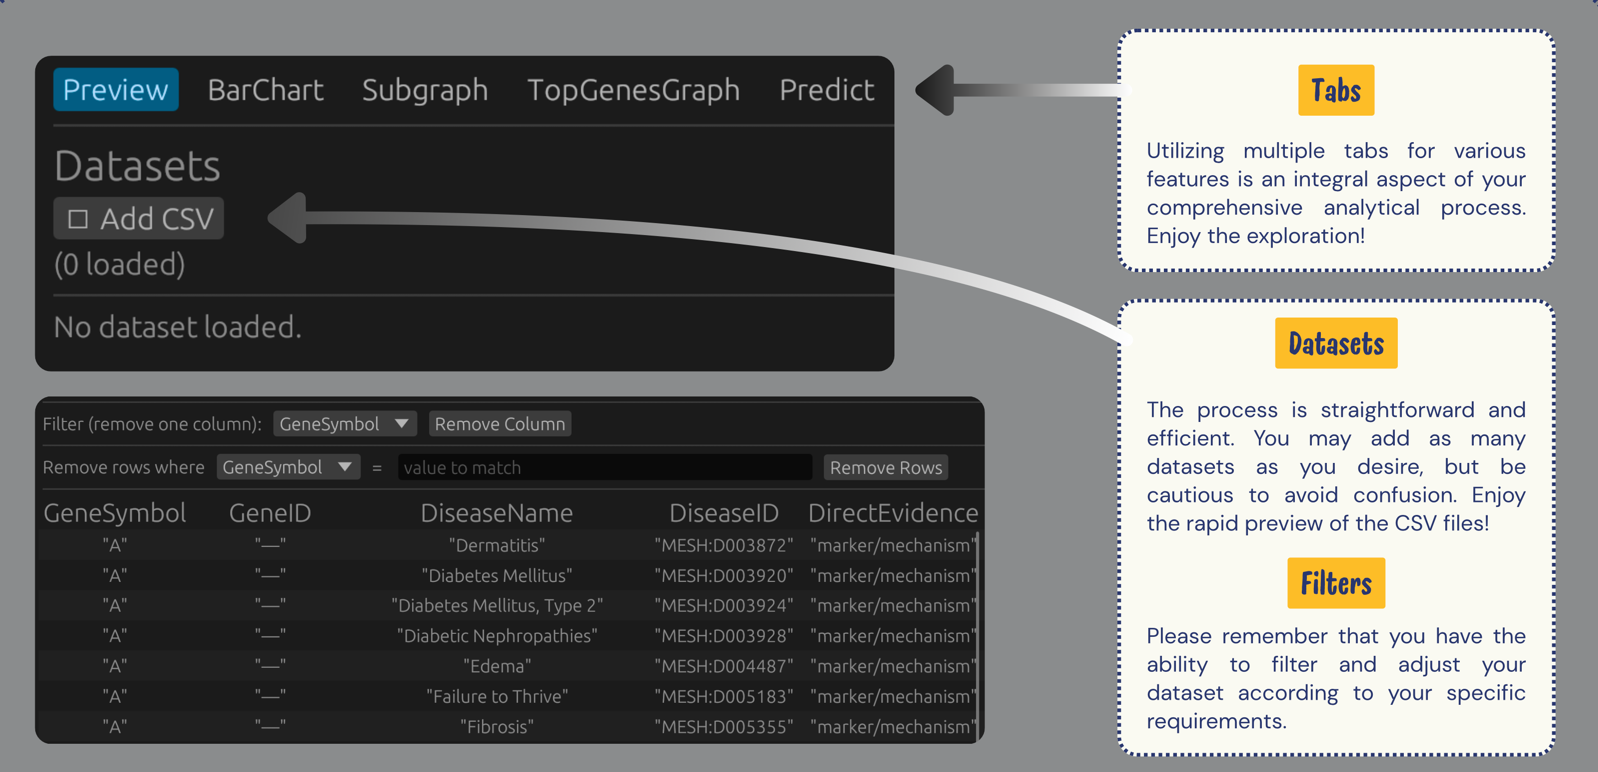 Preview BarChart Subgraph TopGenesGraph Predict
Datasets
□ Add CSV
(0 loaded)
No dataset loaded.
Filter (remove one column): GeneSymbol ▼ Remove Column
Remove rows where GeneSymbol ▼ = value to match Remove Rows
GeneSymbol GeneID DiseaseName DiseaseID DirectEvidence
"A" "—" "Dermatitis" "MESH:D003872" "marker/mechanism"
"A" "—" "Diabetes Mellitus" "MESH:D003920" "marker/mechanism"
"A" "—" "Diabetes Mellitus, Type 2" "MESH:D003924" "marker/mechanism"
"A" "—" "Diabetic Nephropathies" "MESH:D003928" "marker/mechanism"
"A" "—" "Edema" "MESH:D004487" "marker/mechanism"
"A" "—" "Failure to Thrive" "MESH:D005183" "marker/mechanism"
"A" "—" "Fibrosis" "MESH:D005355" "marker/mechanism"
Tabs
Utilizing multiple tabs for various
features is an integral aspect of your
comprehensive analytical process.
Enjoy the exploration!
Datasets
The process is straightforward and
efficient. You may add as many
datasets as you desire, but be
cautious to avoid confusion. Enjoy
the rapid preview of the CSV files!
Filters
Please remember that you have the
ability to filter and adjust your
dataset according to your specific
requirements.